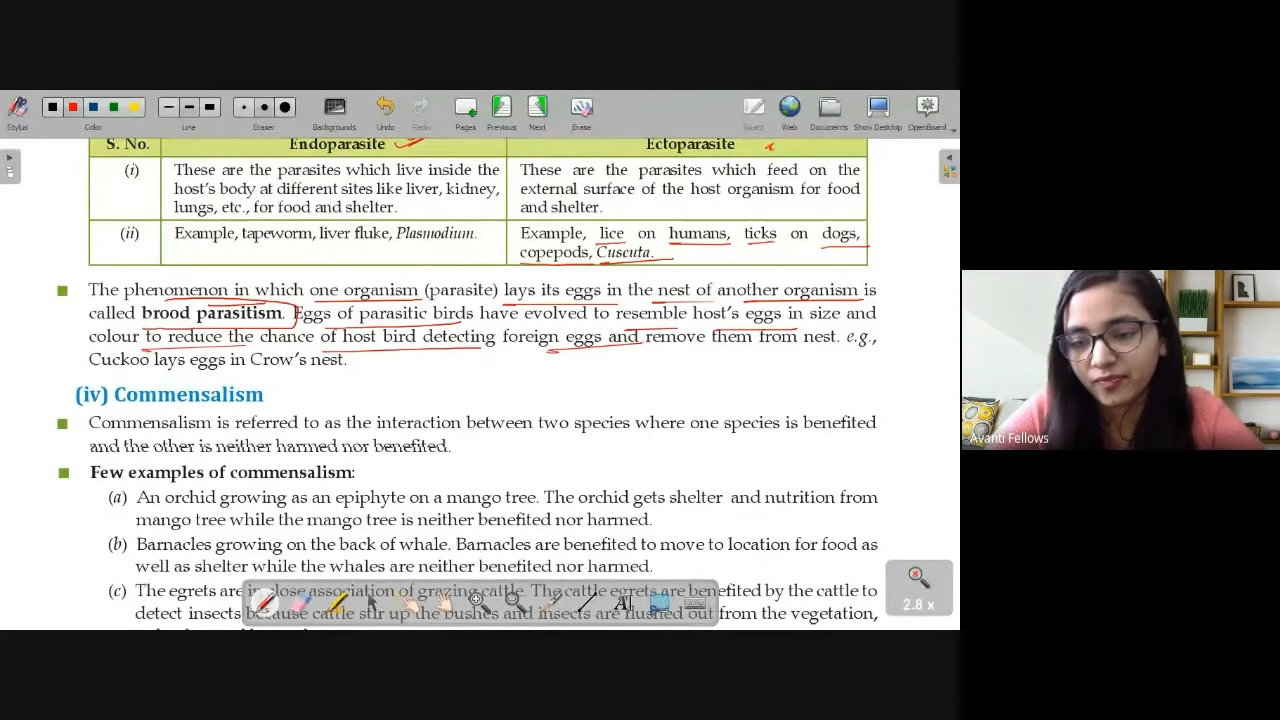 Stylus
Color
Line
Eraser
Backgrounds
Undo
Redo
Pages
Previous
Next
Erase
Board
Web
Documents
Show Desktop
OpenBoard
S. No. Endoparasite Ectoparasite
(i) These are the parasites which live inside the These are the parasites which feed on the
host's body at different sites like liver, kidney, external surface of the host organism for food
lungs, etc., for food and shelter. and shelter.
(ii) Example, tapeworm, liver fluke, Plasmodium. Example, lice on humans, ticks on dogs,
copepods, Cuscuta.
The phenomenon in which one organism (parasite) lays its eggs in the nest of another organism is
called brood parasitism. Eggs of parasitic birds have evolved to resemble host's eggs in size and
colour to reduce the chance of host bird detecting foreign eggs and remove them from nest. e.g.,
Cuckoo lays eggs in Crow's nest.
(iv) Commensalism
Commensalism is referred to as the interaction between two species where one species is benefited
and the other is neither harmed nor benefited.
Few examples of commensalism:
(a) An orchid growing as an epiphyte on a mango tree. The orchid gets shelter and nutrition from
mango tree while the mango tree is neither benefited nor harmed.
(b) Barnacles growing on the back of whale. Barnacles are benefited to move to location for food as
well as shelter while the whales are neither benefited nor harmed.
(c) The egrets are in close association of grazing cattle. The cattle egrets are benefited by the cattle to
detect insects because cattle stir up the bushes and insects are flushed out from the vegetation,
2.8 x
Avanti Fellows